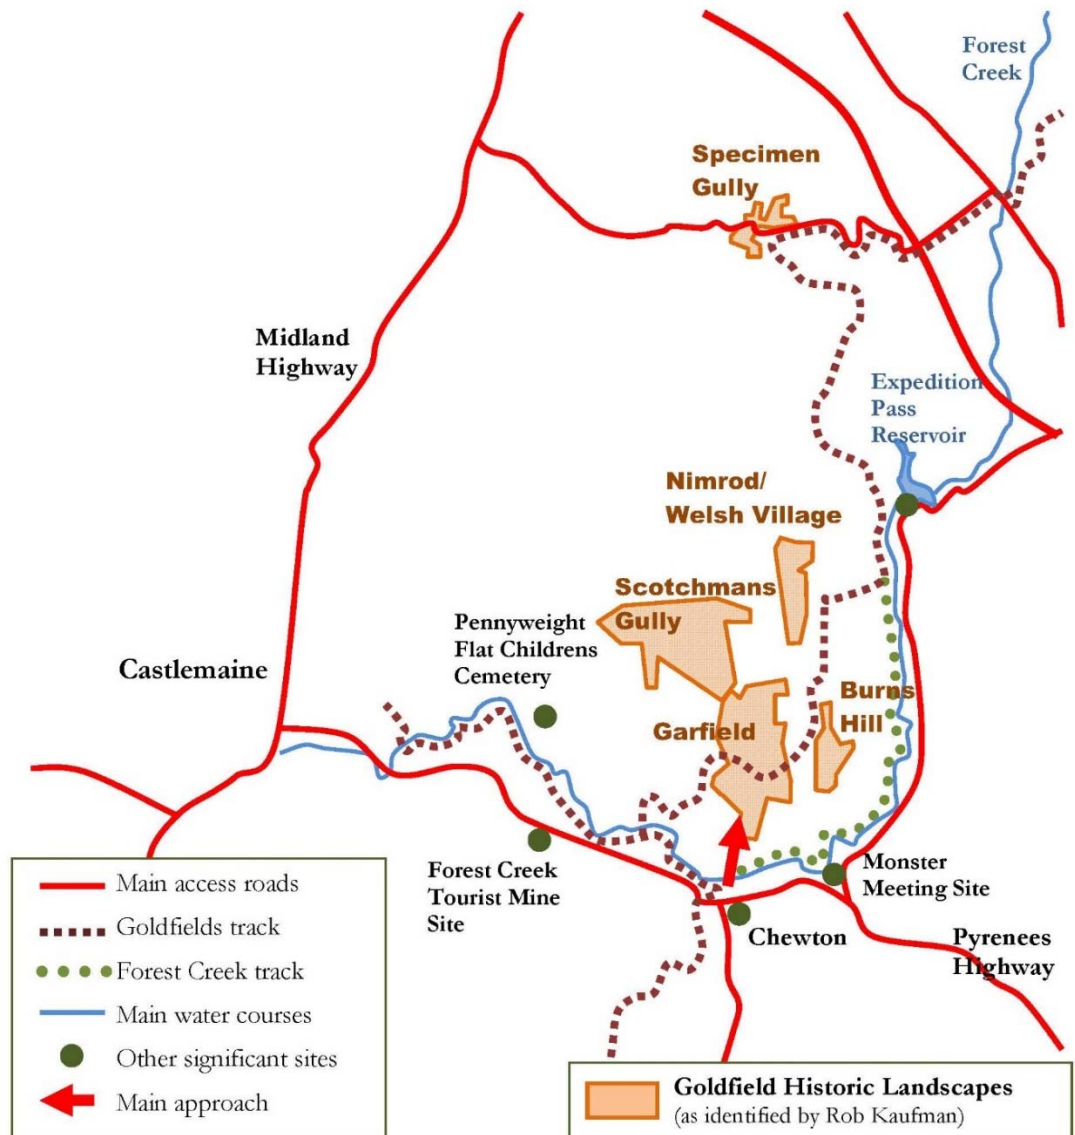 Forest
Creek
Specimen
Gully
Midland
Highway
Expedition
Pass
Reservoir
Nimrod/
Welsh Village
Scotchmans
Gully
Pennyweight
Flat Childrens
Cemetery
Castlemaine
Burns
Hill
Garfield
Forest Creek
Tourist Mine
Site
Monster
Meeting Site
Chewton
Pyrenees
Highway
Main access roads
Goldfields track
Forest Creek track
Main water courses
Other significant sites
Main approach
Goldfield Historic Landscapes
(as identified by Rob Kaufman)